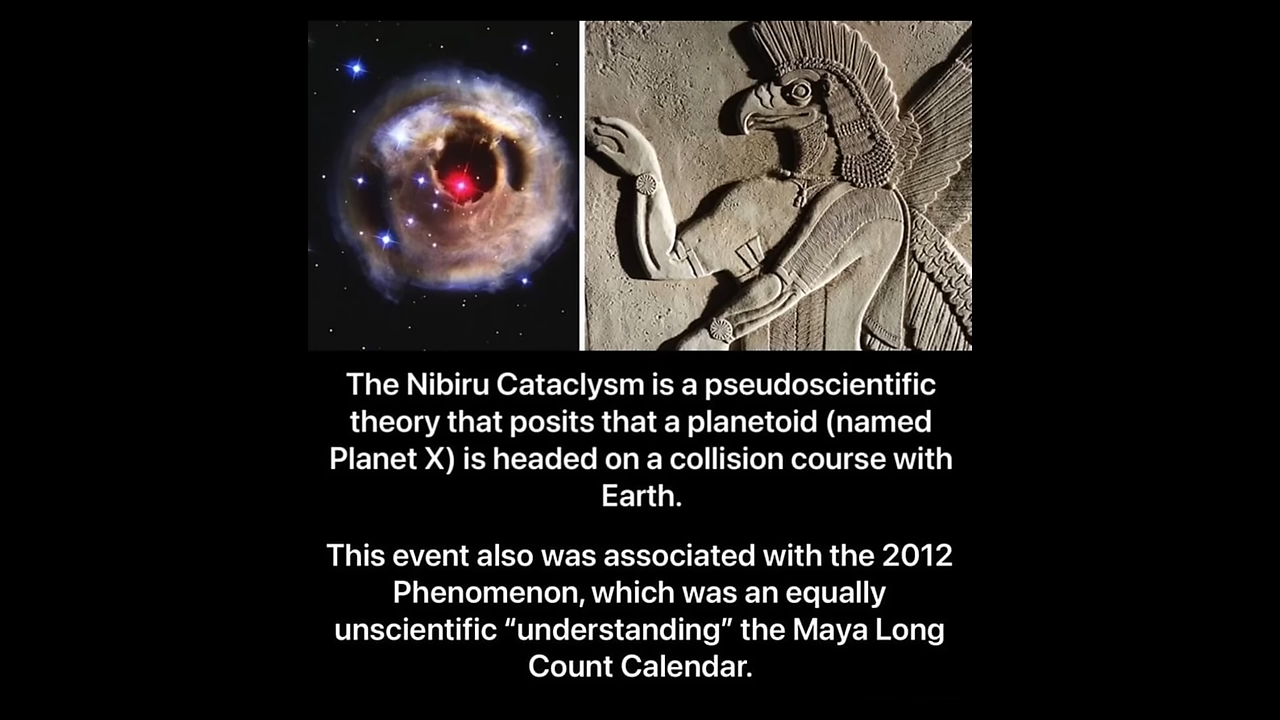 The Nibiru Cataclysm is a pseudoscientific
theory that posits that a planetoid (named
Planet X) is headed on a collision course with
Earth.
This event also was associated with the 2012
Phenomenon, which was an equally
unscientific “understanding” the Maya Long
Count Calendar.